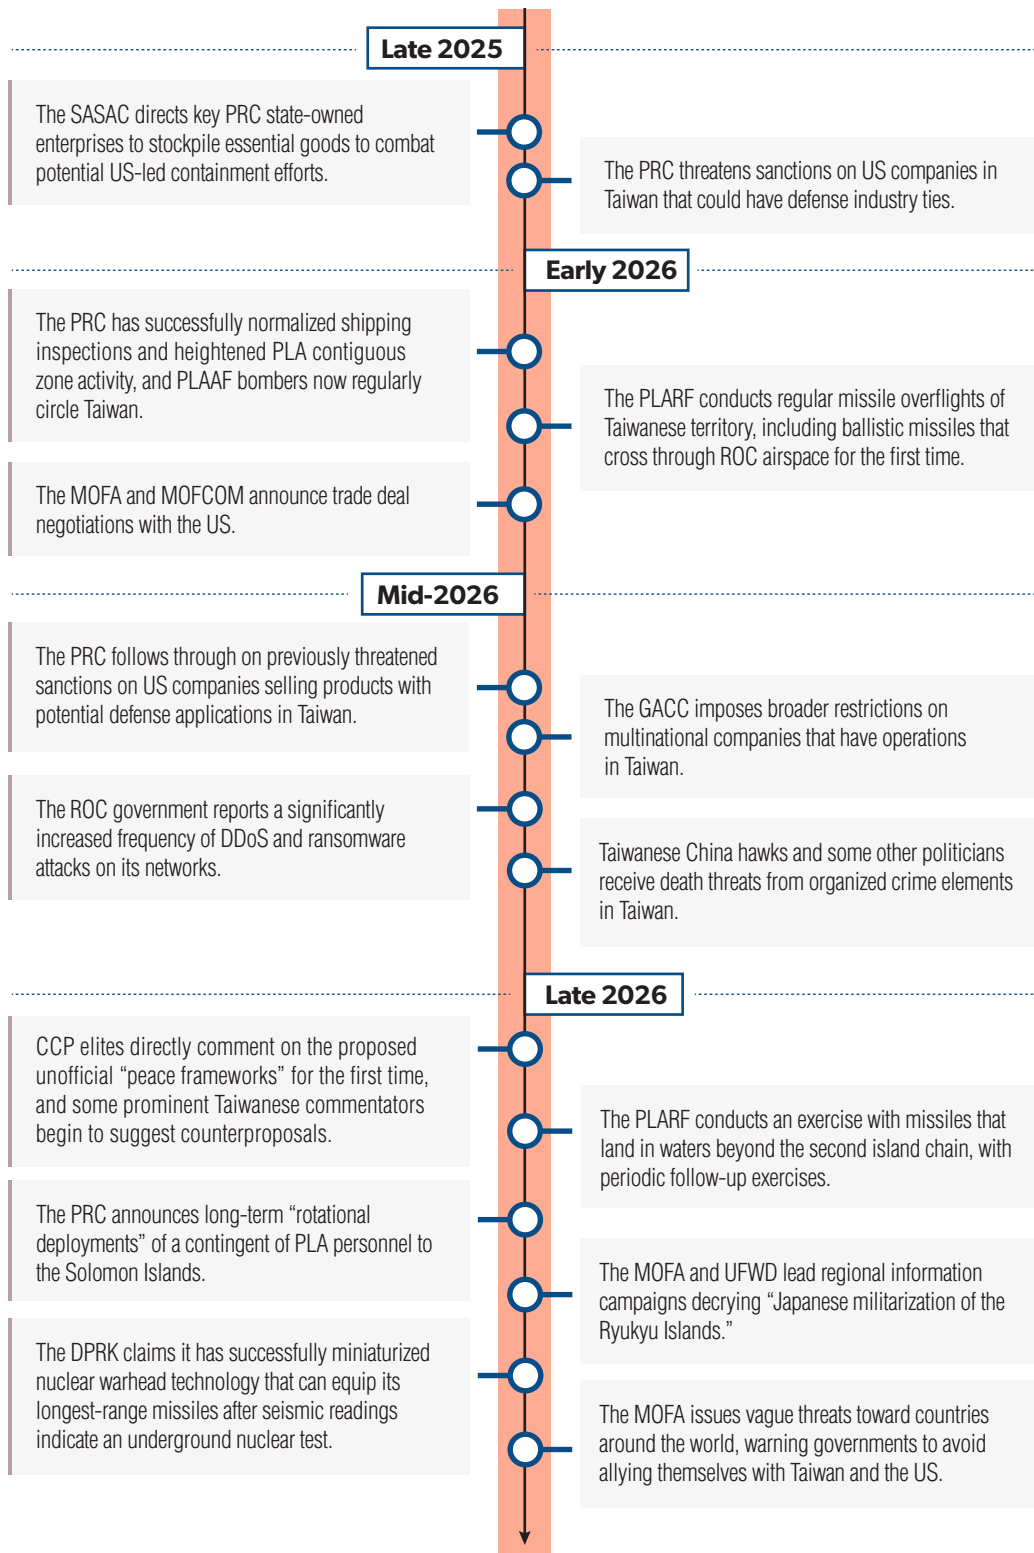 Late 2025
The SASAC directs key PRC state-owned
enterprises to stockpile essential goods to combat
potential US-led containment efforts.
The PRC threatens sanctions on US companies in
Taiwan that could have defense industry ties.
Early 2026
The PRC has successfully normalized shipping
inspections and heightened PLA contiguous
zone activity, and PLAAF bombers now regularly
circle Taiwan.
The PLARF conducts regular missile overflights of
Taiwanese territory, including ballistic missiles that
cross through ROC airspace for the first time.
The MOFA and MOFCOM announce trade deal
negotiations with the US.
Mid-2026
The PRC follows through on previously threatened
sanctions on US companies selling products with
potential defense applications in Taiwan.
The GACC imposes broader restrictions on
multinational companies that have operations
in Taiwan.
The ROC government reports a significantly
increased frequency of DDoS and ransomware
attacks on its networks.
Taiwanese China hawks and some other politicians
receive death threats from organized crime elements
in Taiwan.
Late 2026
CCP elites directly comment on the proposed
unofficial “peace frameworks” for the first time,
and some prominent Taiwanese commentators
begin to suggest counterproposals.
The PLARF conducts an exercise with missiles that
land in waters beyond the second island chain, with
periodic follow-up exercises.
The PRC announces long-term “rotational
deployments” of a contingent of PLA personnel to
the Solomon Islands.
The MOFA and UFWD lead regional information
campaigns decrying “Japanese militarization of the
Ryukyu Islands.”
The DPRK claims it has successfully miniaturized
nuclear warhead technology that can equip its
longest-range missiles after seismic readings
indicate an underground nuclear test.
The MOFA issues vague threats toward countries
around the world, warning governments to avoid
allying themselves with Taiwan and the US.